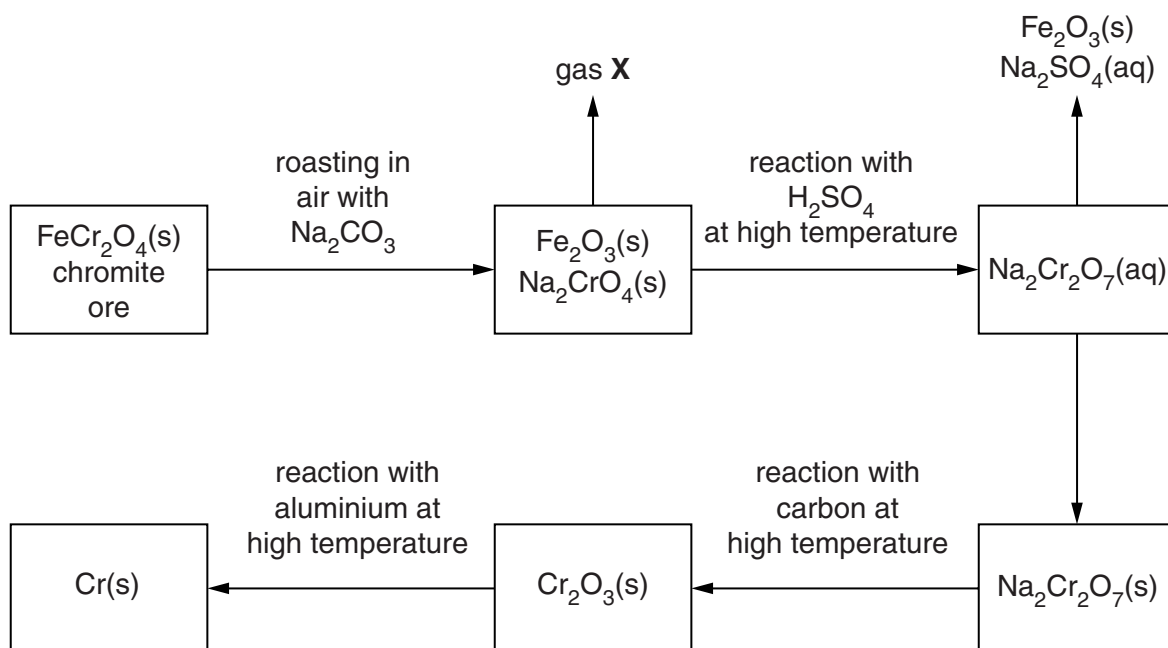 Fe₂O₃(s)
Na₂SO₄(aq)
gas X
roasting in
air with
Na₂CO₃
reaction with
H₂SO₄
at high temperature
FeCr₂O₄(s)
chromite
ore
Fe₂O₃(s)
Na₂CrO₄(s)
Na₂Cr₂O₇(aq)
reaction with
aluminium at
high temperature
reaction with
carbon at
high temperature
Cr(s)
Cr₂O₃(s)
Na₂Cr₂O₇(s)